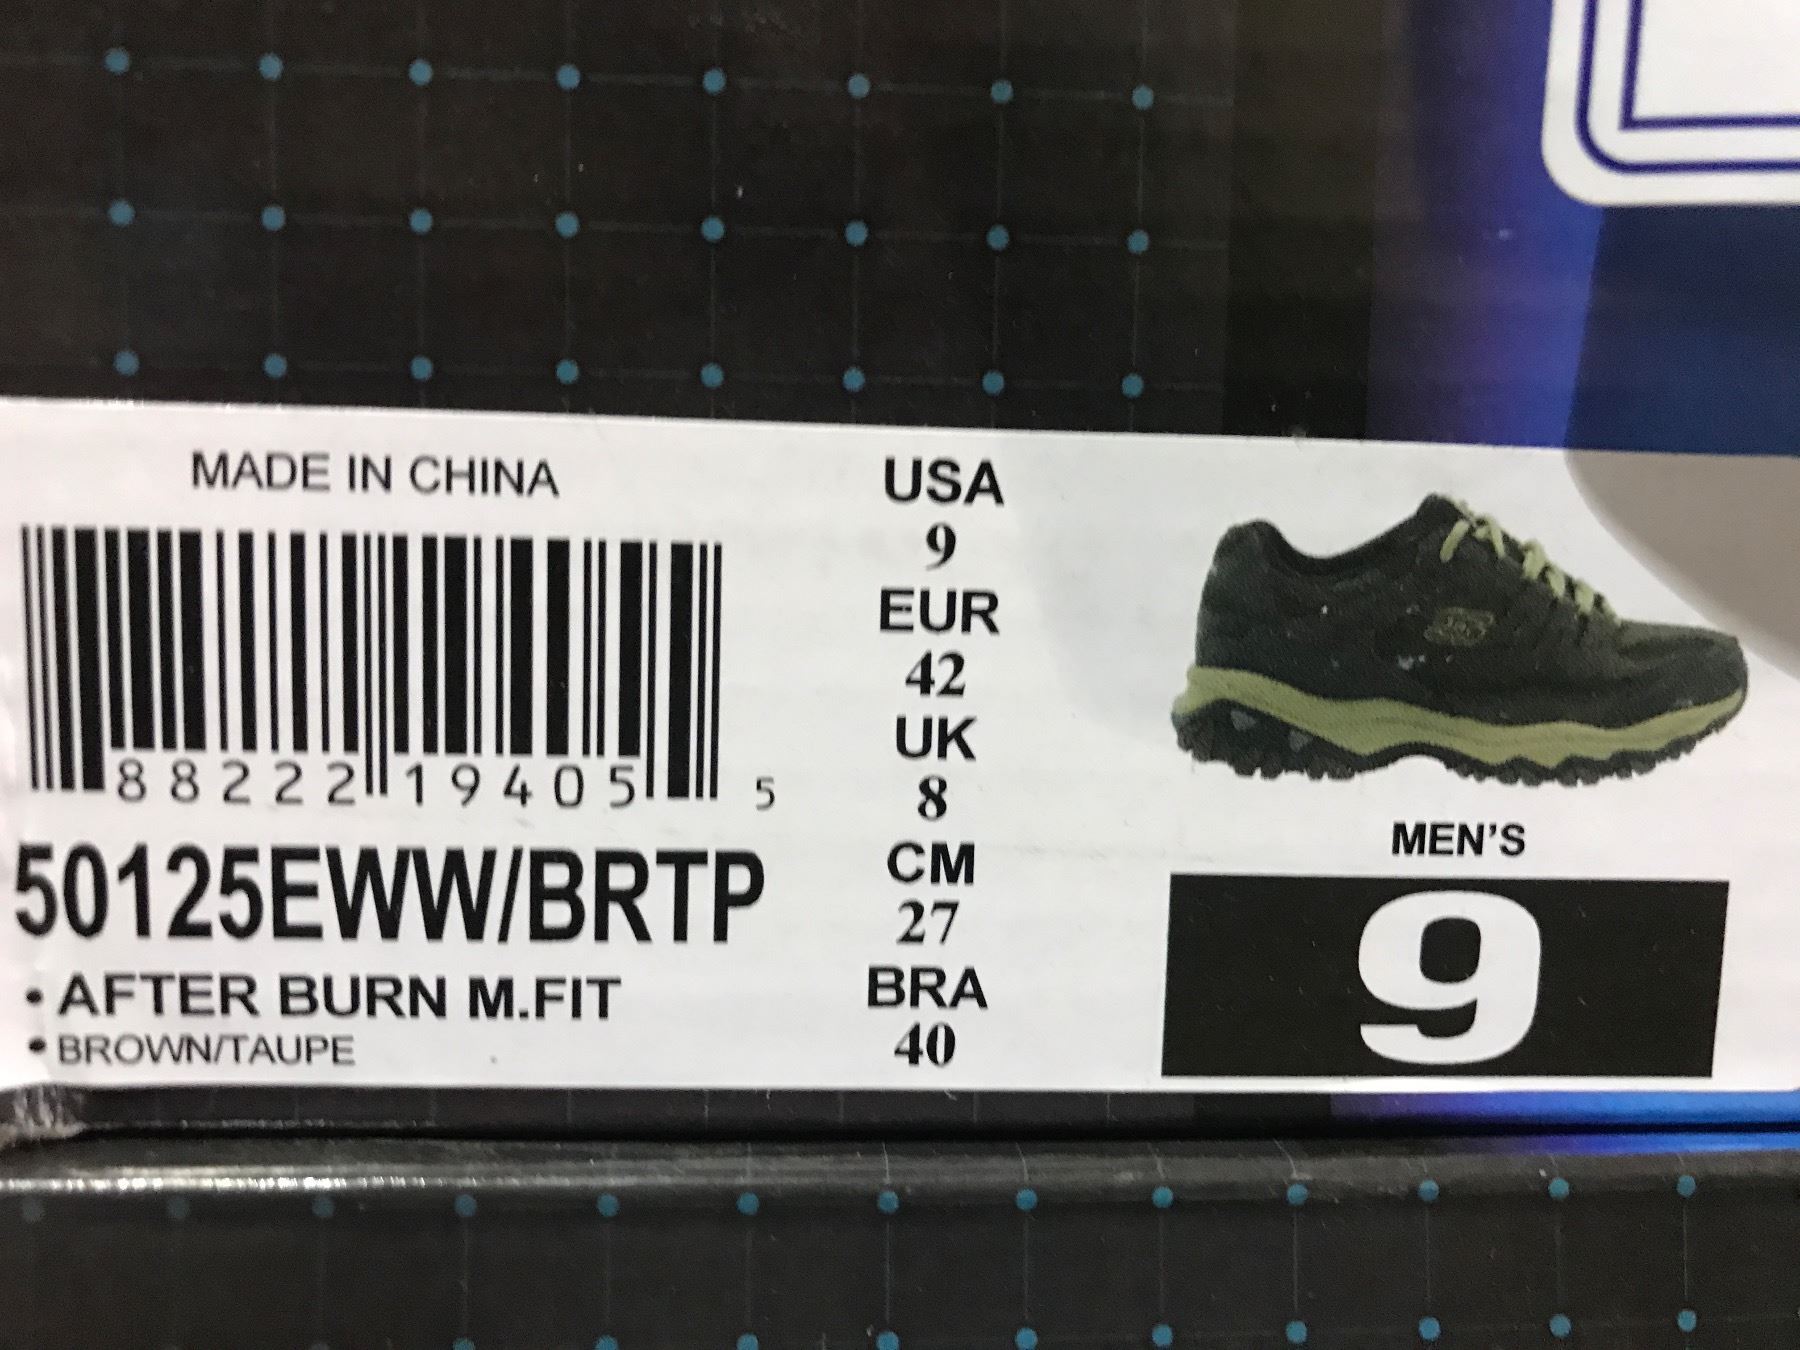 MADE IN CHINA
88222 19405 5
50125EWW/BRTP
• AFTER BURN M.FIT
• BROWN/TAUPE
USA
9
EUR
42
UK
8
CM
27
BRA
40
MEN'S
9